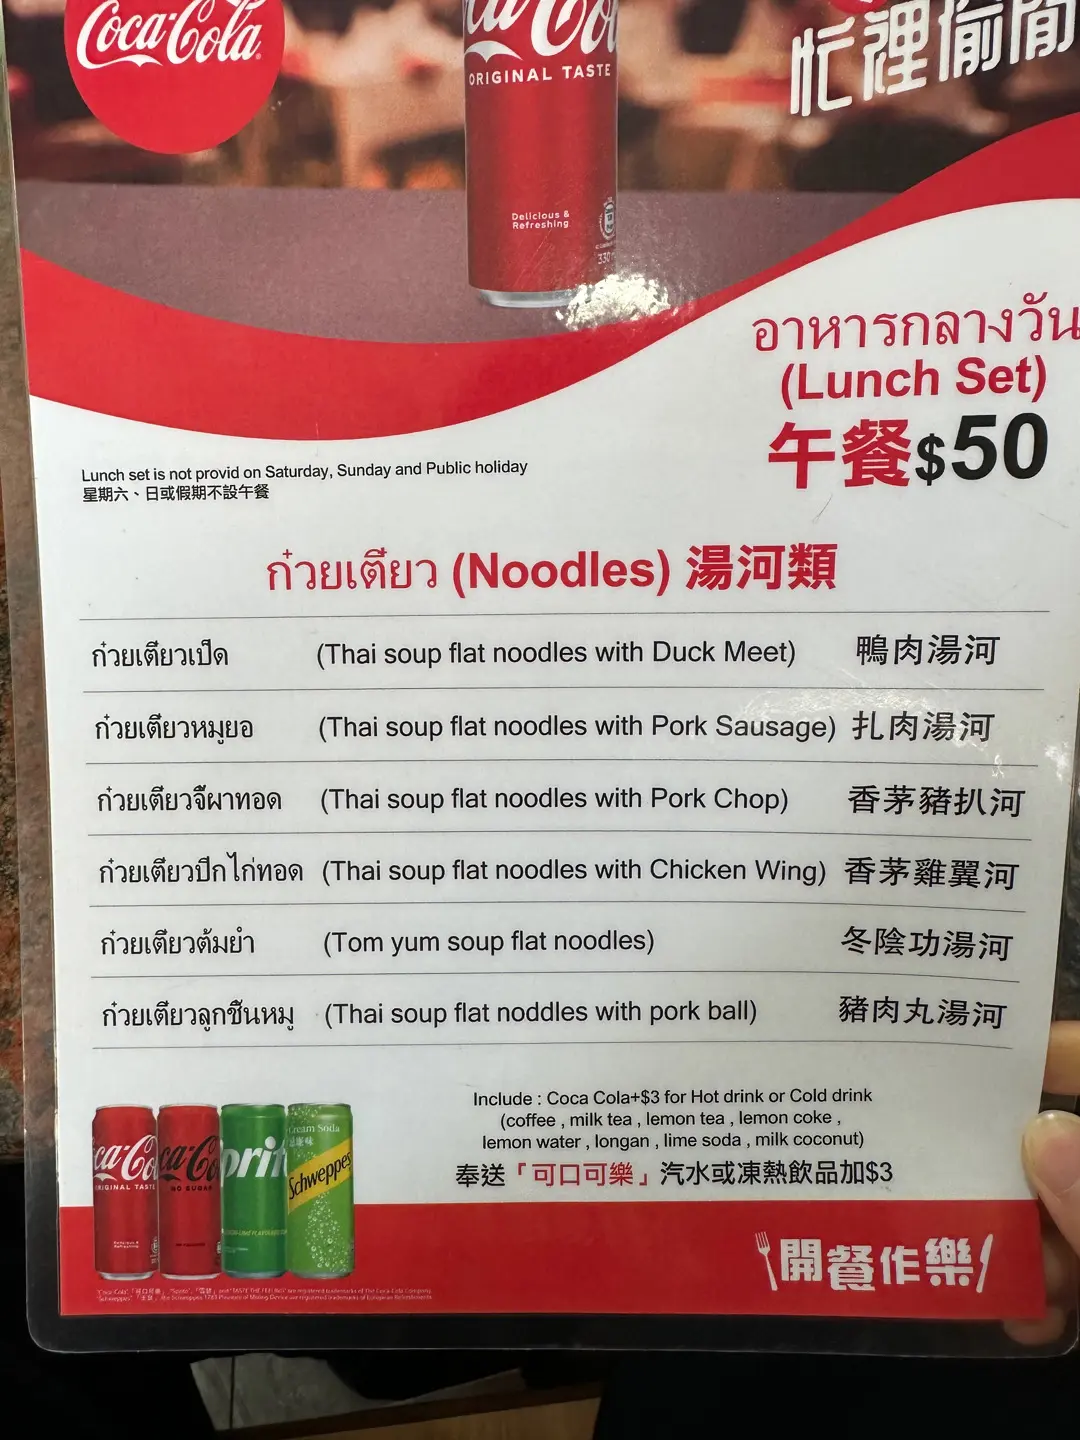 Coca-Cola
ORIGINAL TASTE
Delicious &
Refreshing
忙裡偷閒
อาหารกลางวัน
(Lunch Set)
午餐$50
Lunch set is not provid on Saturday, Sunday and Public holiday
星期六、日或假期不設午餐
ก๋วยเตี๋ยว (Noodles) 湯河類
ก๋วยเตี๋ยวเป็ด (Thai soup flat noodles with Duck Meet) 鴨肉湯河
ก๋วยเตี๋ยวหมูยอ (Thai soup flat noodles with Pork Sausage) 扎肉湯河
ก๋วยเตี๋ยวจี๊ผาทอด (Thai soup flat noodles with Pork Chop) 香茅豬扒河
ก๋วยเตี๋ยวปีกไก่ทอด (Thai soup flat noodles with Chicken Wing) 香茅雞翼河
ก๋วยเตี๋ยวต้มยำ (Tom yum soup flat noodles) 冬陰功湯河
ก๋วยเตี๋ยวลูกชิ้นหมู (Thai soup flat noddles with pork ball) 豬肉丸湯河
Include : Coca Cola+$3 for Hot drink or Cold drink
(coffee , milk tea , lemon tea , lemon coke ,
lemon water , longan , lime soda , milk coconut)
奉送「可口可樂」汽水或凍熱飲品加$3
Cream Soda
Schweppes
ORIGINAL TASTE
NO SUGAR
開餐作樂